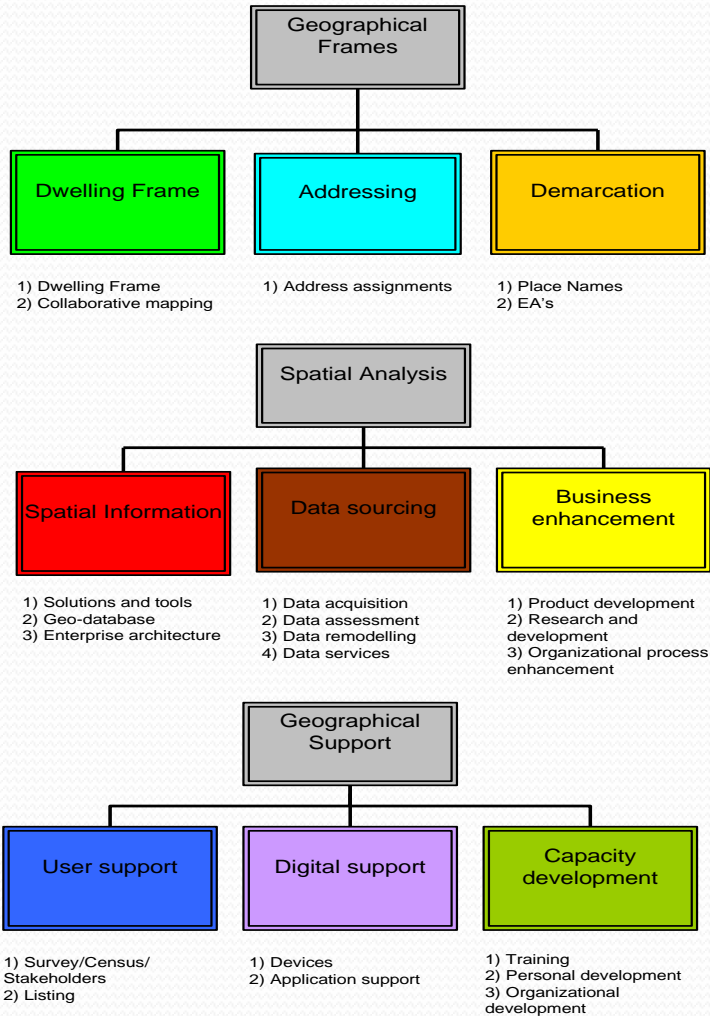 Geographical
Frames
Dwelling Frame
Addressing
Demarcation
1) Dwelling Frame
2) Collaborative mapping
1) Address assignments
1) Place Names
2) EA's
Spatial Analysis
Spatial Information
Data sourcing
Business
enhancement
1) Solutions and tools
2) Geo-database
3) Enterprise architecture
1) Data acquisition
2) Data assessment
3) Data remodelling
4) Data services
1) Product development
2) Research and
development
3) Organizational process
enhancement
Geographical
Support
User support
Digital support
Capacity
development
1) Survey/Census/
Stakeholders
2) Listing
1) Devices
2) Application support
1) Training
2) Personal development
3) Organizational
development